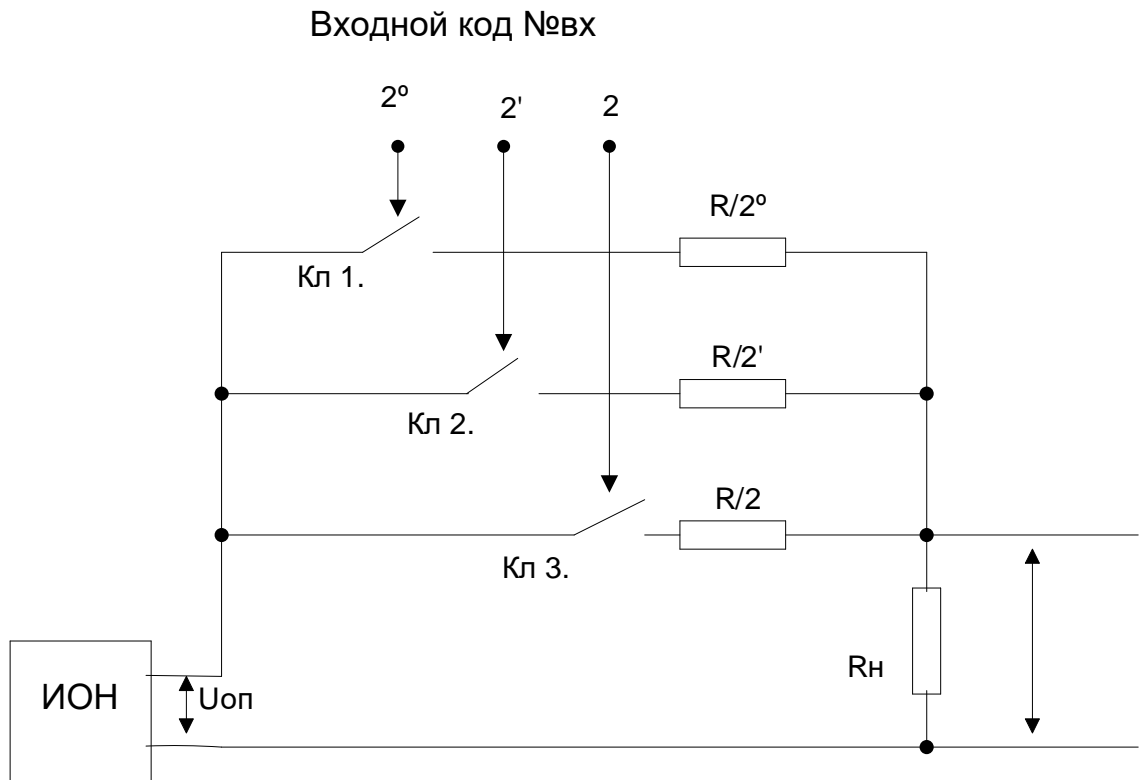 Входной код №вх
2º
2'
2
R/2º
Кл 1.
R/2'
Кл 2.
R/2
Кл 3.
Rн
ИОН
Uоп